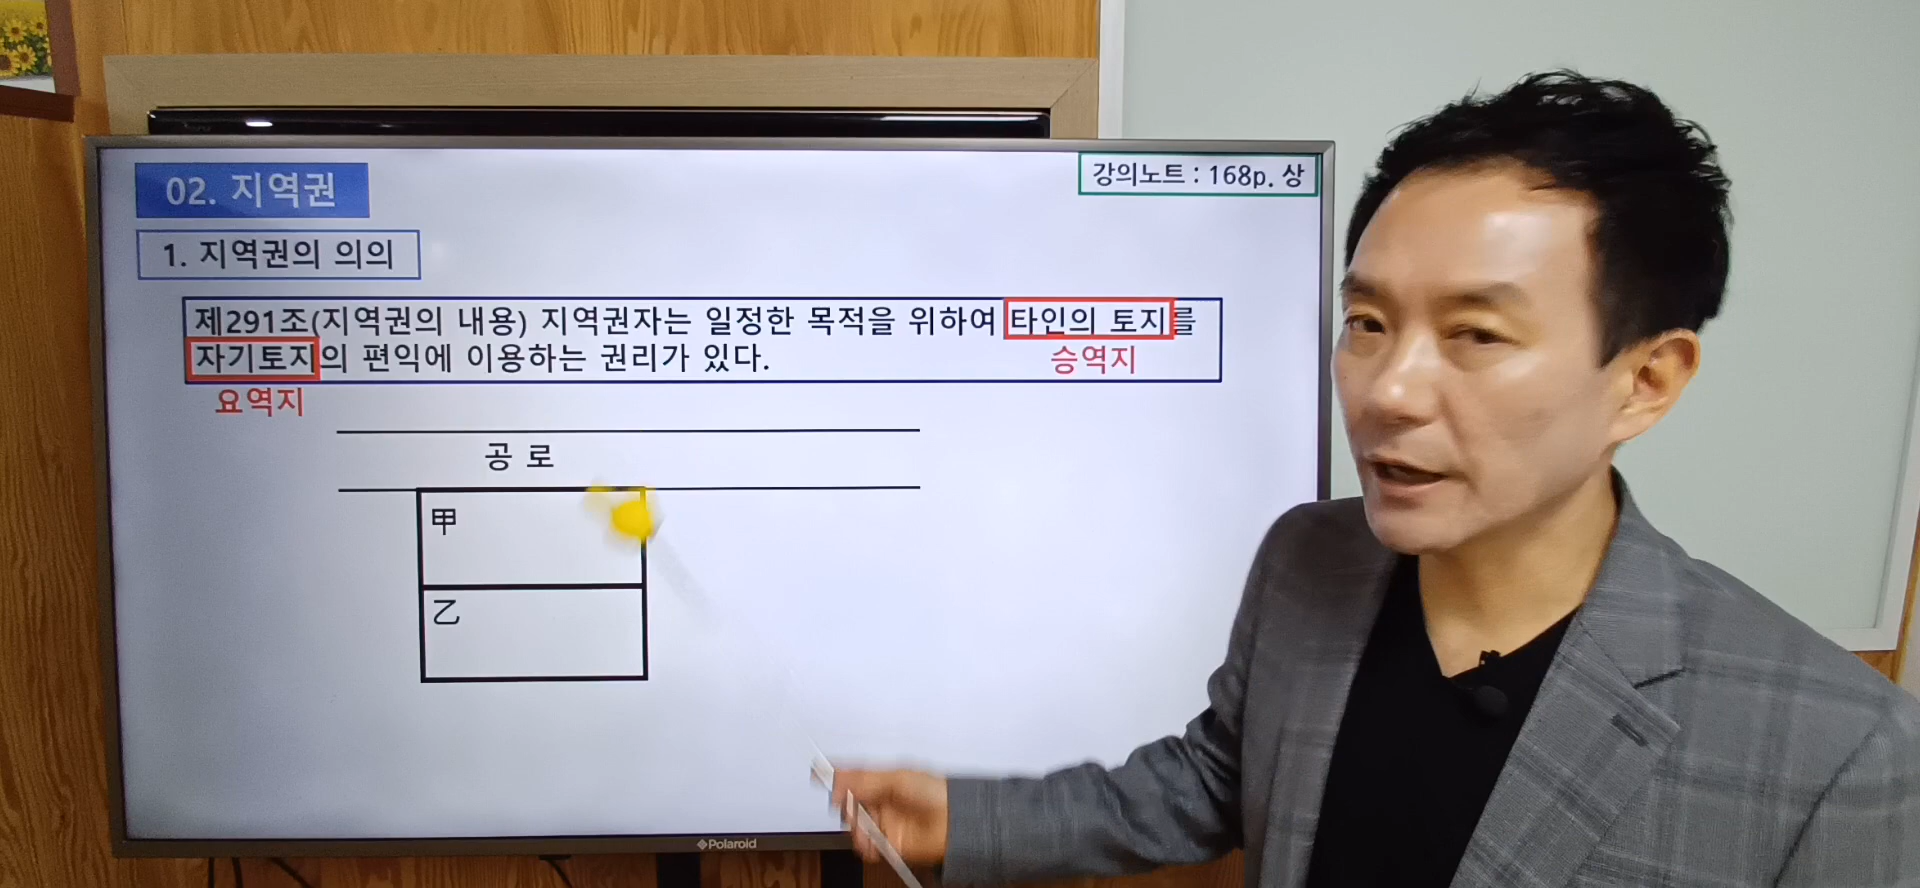 02. 지역권
강의노트 : 168p. 상
1. 지역권의 의의
제291조(지역권의 내용) 지역권자는 일정한 목적을 위하여 타인의 토지를
자기토지의 편익에 이용하는 권리가 있다.
승역지
요역지
공 로
甲
乙
Polaroid